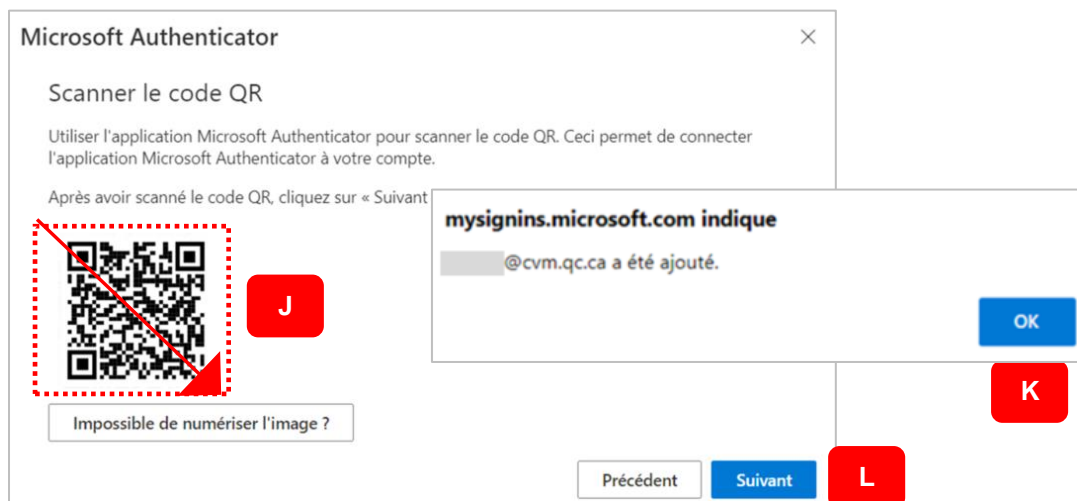 Microsoft Authenticator
Scanner le code QR
Utiliser l'application Microsoft Authenticator pour scanner le code QR. Ceci permet de connecter
l'application Microsoft Authenticator à votre compte.
Après avoir scanné le code QR, cliquez sur « Suivant
mysignins.microsoft.com indique
@cvm.qc.ca a été ajouté.
J
OK
K
Impossible de numériser l'image ?
Précédent
Suivant
L